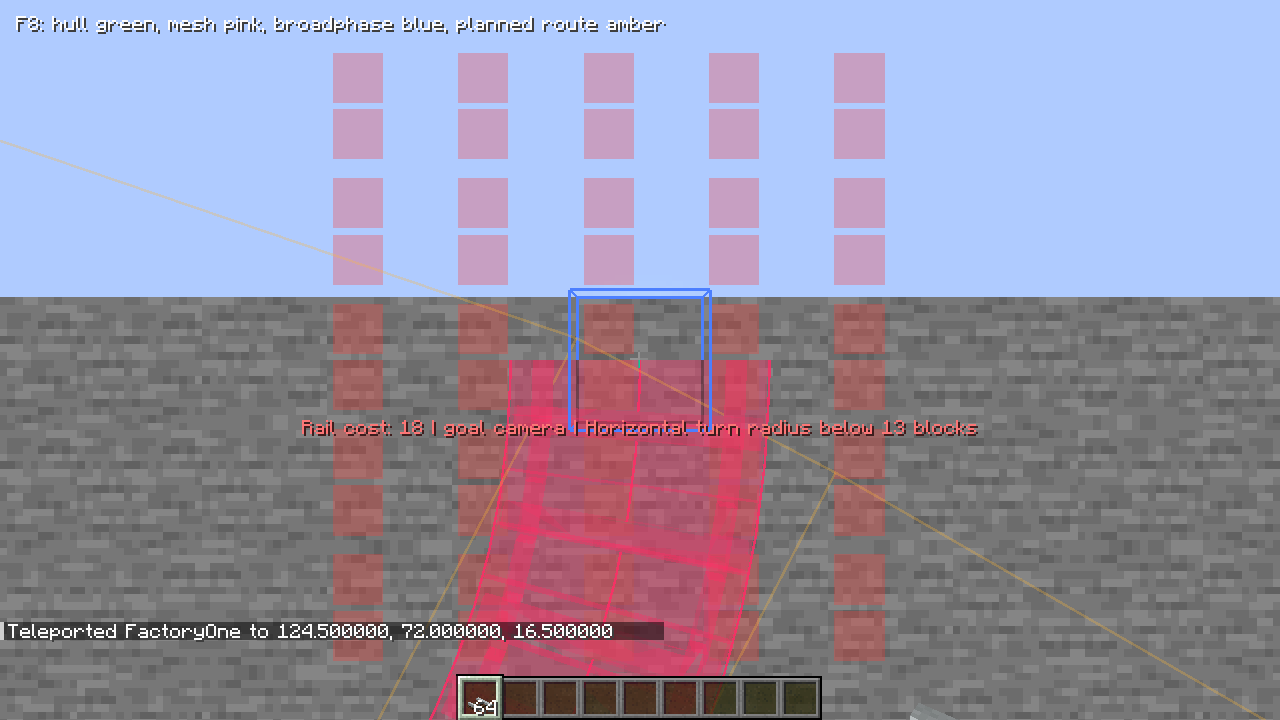 F8: hull green, mesh pink, broadphase blue, planned route amber
Rail cost: 18 | goal camera | Horizontal turn radius below 13 blocks
Teleported FactoryOne to 124.500000, 72.000000, 16.500000
64